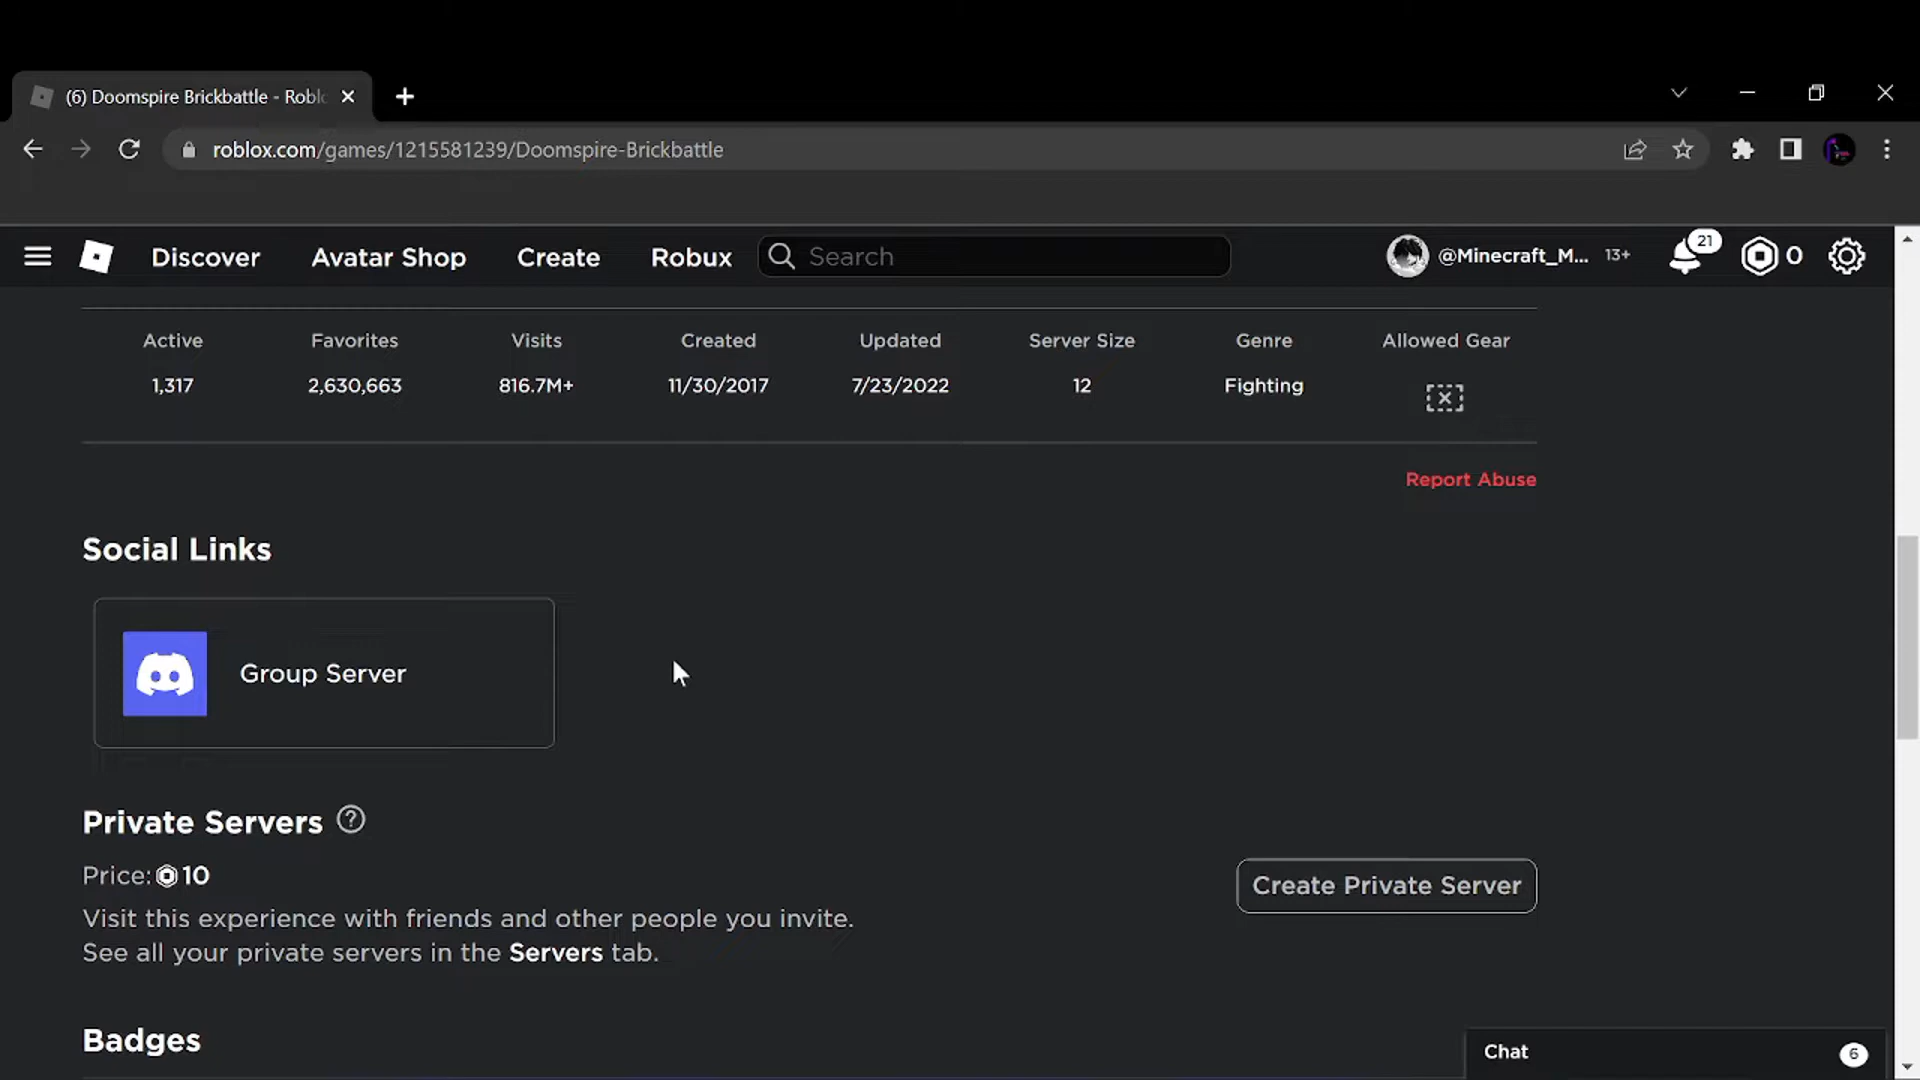 (6) Doomspire Brickbattle - Roblo
roblox.com/games/1215581239/Doomspire-Brickbattle
Discover Avatar Shop Create Robux Search @Minecraft_M... 13+ 21 0
Active Favorites Visits Created Updated Server Size Genre Allowed Gear
1,317 2,630,663 816.7M+ 11/30/2017 7/23/2022 12 Fighting
Report Abuse
Social Links
Group Server
Private Servers
Price: 10
Create Private Server
Visit this experience with friends and other people you invite.
See all your private servers in the Servers tab.
Badges
Chat 6